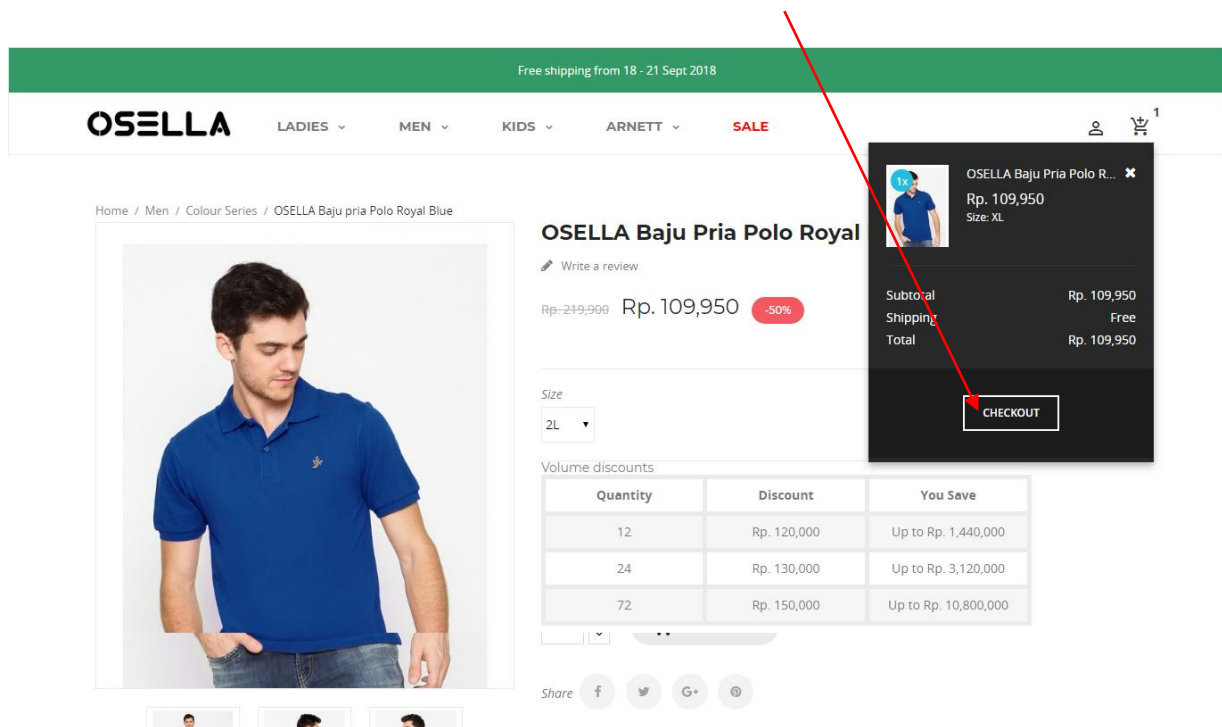 Free shipping from 18 - 21 Sept 2018
OSELLA
LADIES
MEN
KIDS
ARNETT
SALE
1
1x
OSELLA Baju Pria Polo R...
Rp. 109,950
Size: XL
Subtotal Rp. 109,950
Shipping Free
Total Rp. 109,950
CHECKOUT
Home / Men / Colour Series / OSELLA Baju pria Polo Royal Blue
OSELLA Baju Pria Polo Royal
Write a review
Rp. 219,900 Rp. 109,950 -50%
Size
2L
Volume discounts
Quantity Discount You Save
12 Rp. 120,000 Up to Rp. 1,440,000
24 Rp. 130,000 Up to Rp. 3,120,000
72 Rp. 150,000 Up to Rp. 10,800,000
Share f G+